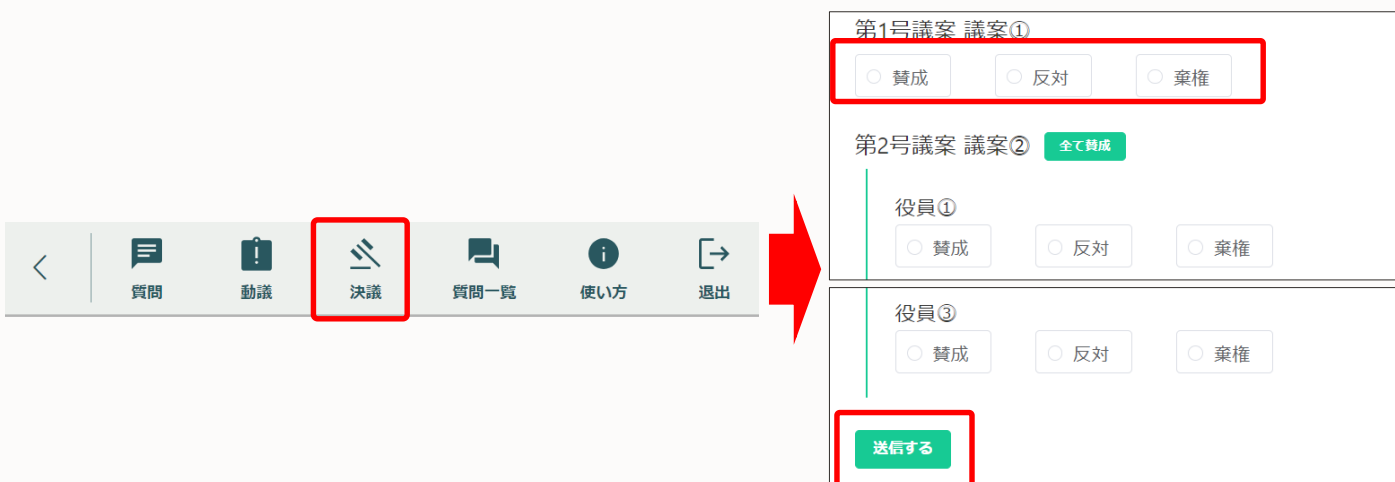 質問
動議
決議
質問一覧
使い方
退出
第1号議案 議案①
賛成 反対 棄権
第2号議案 議案② 全て賛成
役員①
賛成 反対 棄権
役員③
賛成 反対 棄権
送信する